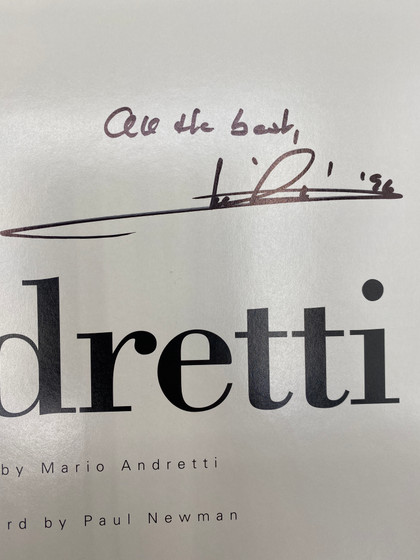 All the best,
'96
dretti
by Mario Andretti
rd by Paul Newman